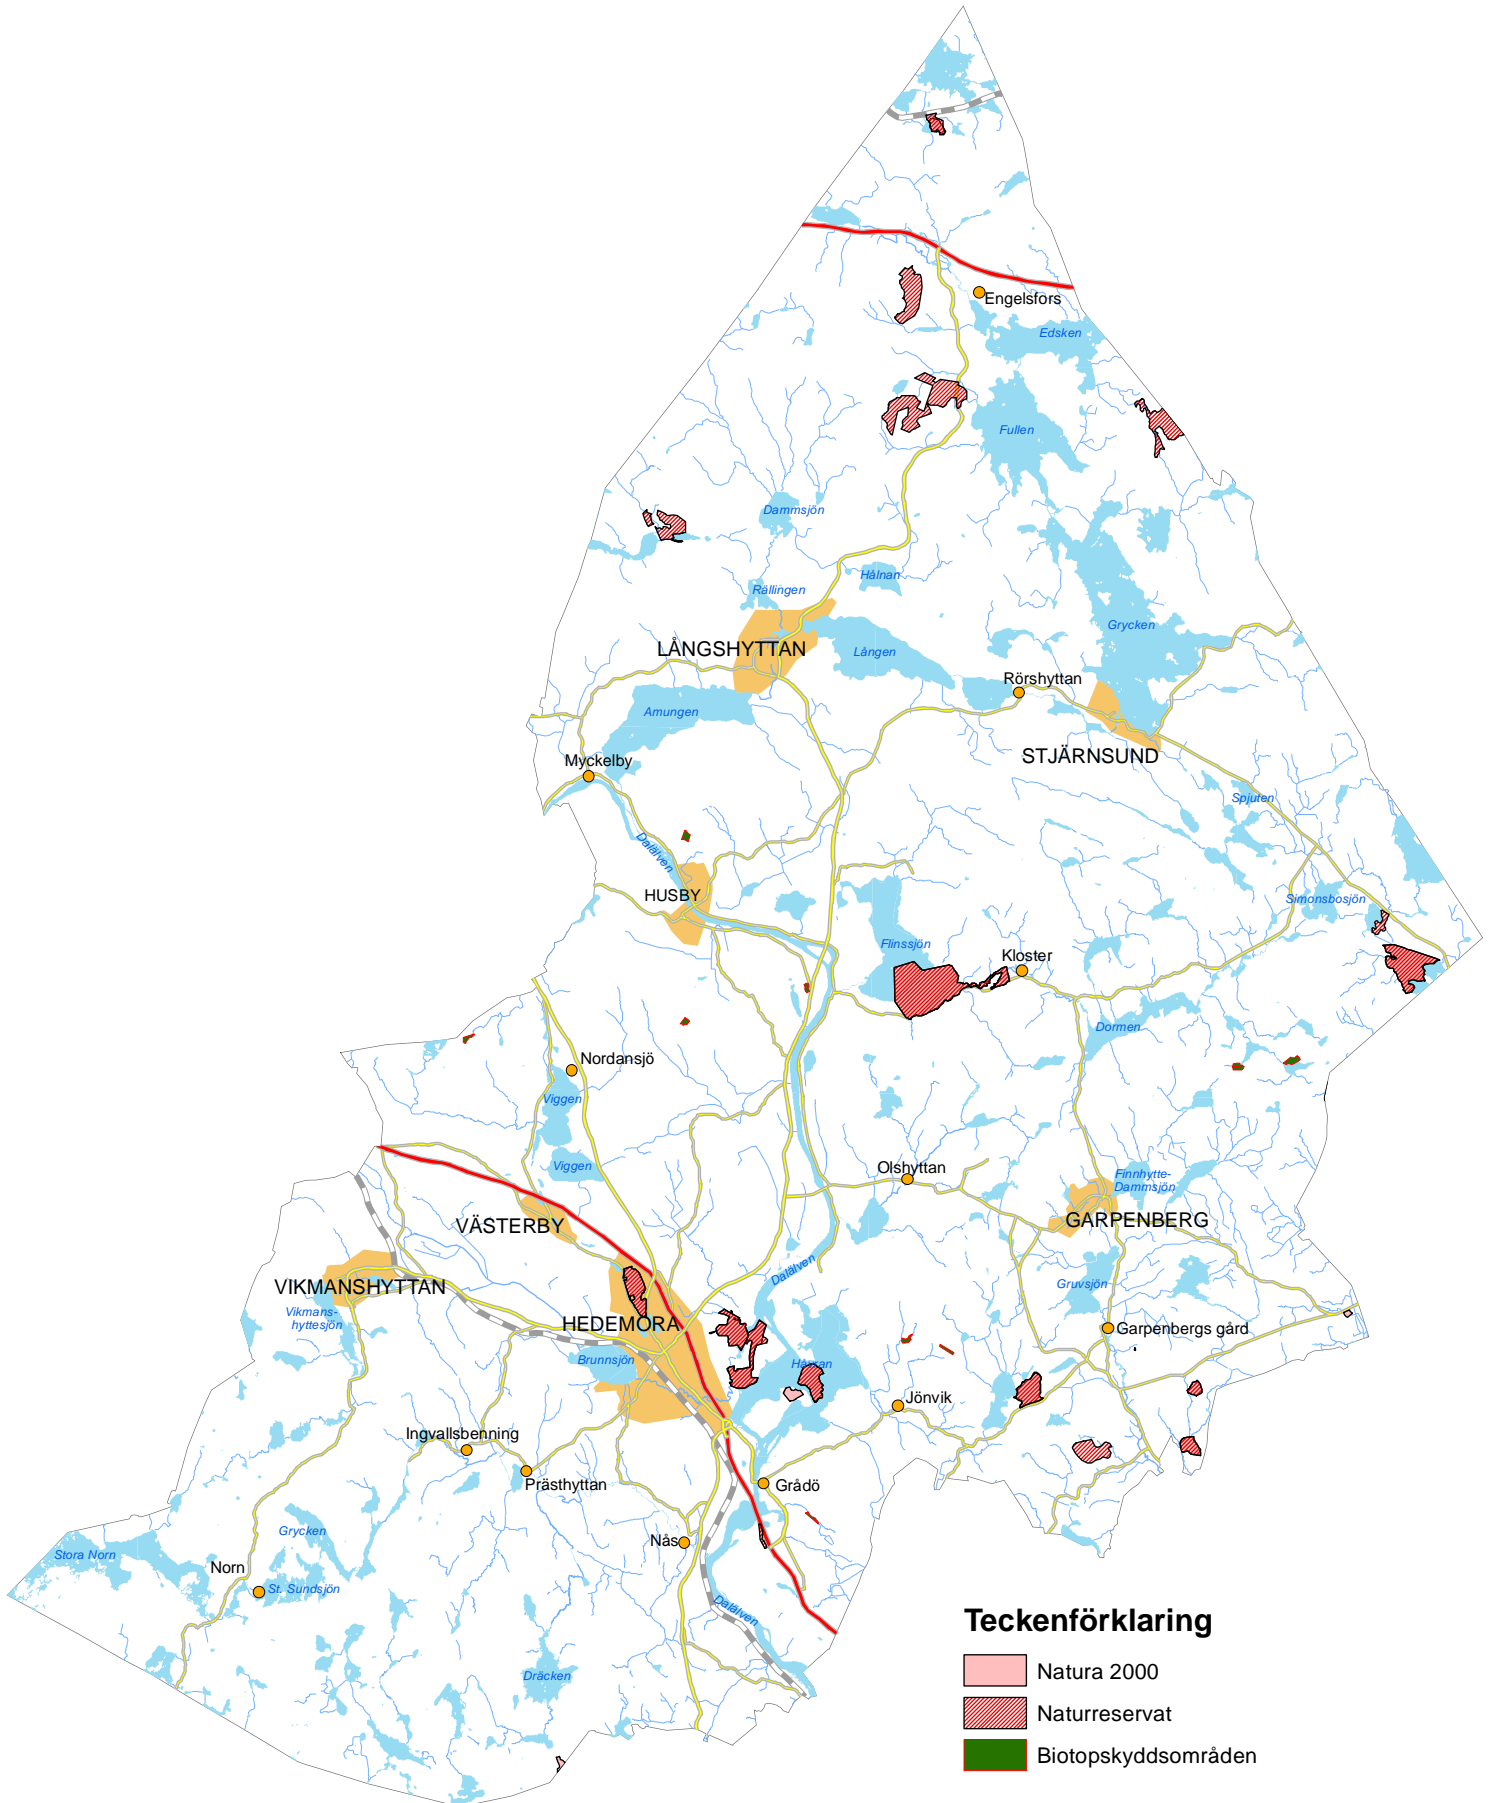 Engelsfors
Edsken
Fullen
Dammsjön
Hålnan
Rällingen
Grycken
LÅNGSHYTTAN
Lången
Rörshyttan
Amungen
STJÄRNSUND
Myckelby
Spjuten
Dalälven
HUSBY
Simonsbosjön
Flinssjön
Kloster
Dormen
Nordansjö
Viggen
Viggen
Olshyttan
Finnhytte-
Dammsjön
VÄSTERBY
GARPENBERG
Dalälven
Gruvsjön
VIKMANSHYTTAN
Vikmans-
hyttesjön
HEDEMORA
Garpenbergs gård
Brunnsjön
Jönvik
Ingvallsbenning
Prästhyttan
Grådö
Grycken
Nås
Stora Norn
Norn
St. Sundsjön
Dalälven
Dräcken
Teckenförklaring
Natura 2000
Naturreservat
Biotopskyddsområden